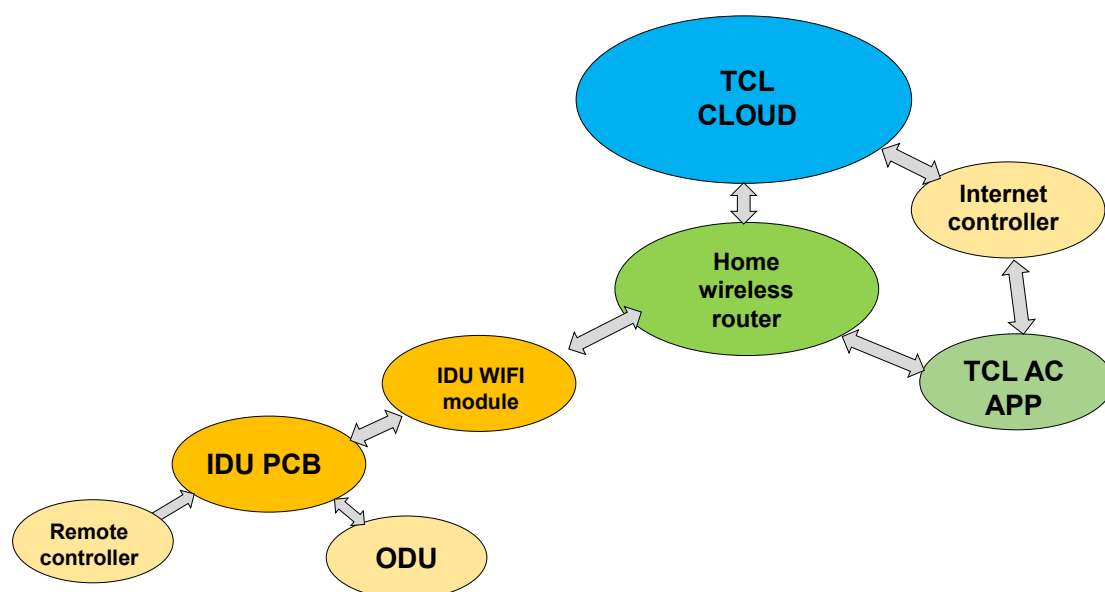 TCL
CLOUD
Internet
controller
Home
wireless
router
IDU WIFI
module
TCL AC
APP
IDU PCB
Remote
controller
ODU